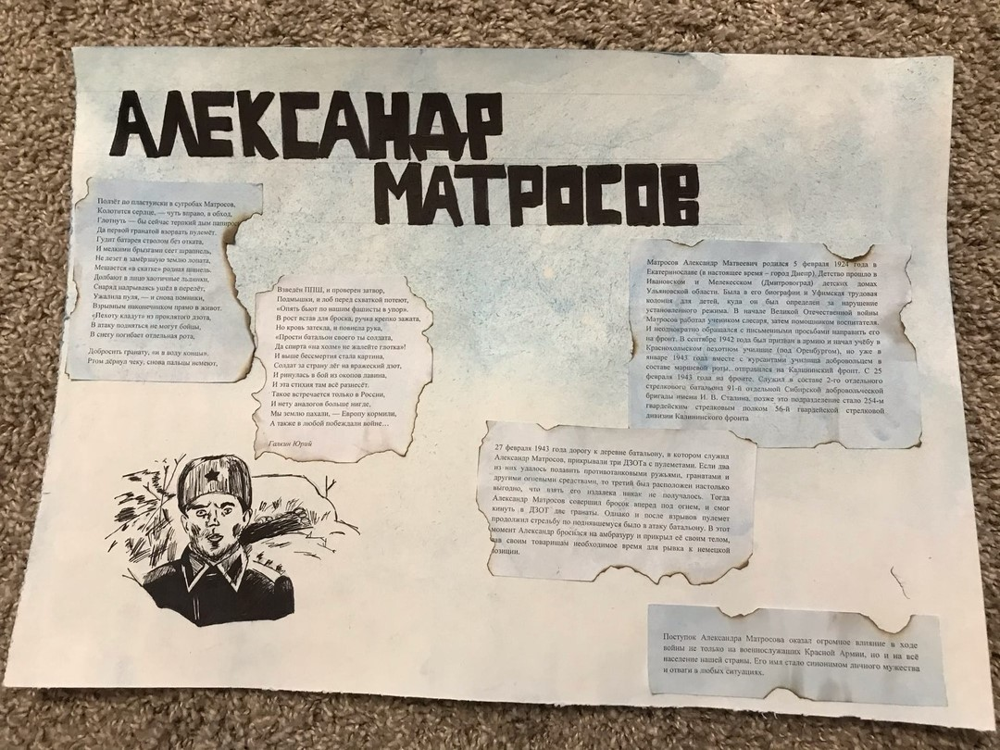 АЛЕКСАНДР
МАТРОСОВ
Ползёт по пластунски в сугробах Матросов,
Колотится сердце, — чуть вправо, в обход,
Глотнуть — бы сейчас терпкий дым папирос
Да первой гранатой взорвать пулемёт.
Гудит батарея стволом без отката,
И мелкими брызгами сеет шрапнель,
Не лезет в замёрзшую землю лопата,
Мешается «в скатке» родная шинель.
Долбают в лицо хаотичные льдинки,
Снаряд надрываясь ушёл в перелёт,
Ужалила пуля, — и снова поминки,
Взрывным наконечником прямо в живот.
«Пехоту кладут» из проклятого дзота,
В атаку подняться не могут бойцы,
В снегу погибает отдельная рота,
Добросить гранату, «и в воду концы».
Ртом дёрнул чеку, снова пальцы немеют,
Взведён ППШ, и проверен затвор,
Подмышки, и лоб перед схваткой потеют,
«Опять бьют по вашим фашисты в упор».
В рост встав для броска, ручка крепко зажата,
Но кровь затекла, и повисла рука,
«Прости батальон своего ты солдата,
Да спирта «на холм» не жалейте глотка»!
И выше бессмертия стала картина,
Солдат за страну лёг на вражеский дзот,
И ринулась в бой из окопов лавина,
И эта стихия там всё разнесёт.
Такое встречается только в России,
И нету аналогов больше нигде,
Мы землю пахали, — Европу кормили,
А также в любой побеждали войне…
Газкин Юрий
Матросов Александр Матвеевич родился 5 февраля 1924 года в
Екатеринославе (в настоящее время – город Днепр). Детство прошло в
Ивановском и Мелекесском (Дмитровоград) детских домах
Ульяновской области. Была в его биографии и Уфимская трудовая
колония для детей, куда он был определен за нарушение
установленного режима. В начале Великой Отечественной войны
Матросов работал учеником слесаря, затем помошником воспитателя.
И неоднократно обращался с письменными просьбами направить его
на фронт. В сентябре 1942 года был призван в армию и начал учёбу в
Краснохолмском пехотном училище (под Оренбургом), но уже в
январе 1943 года вместе с курсантами училища добровольцем в
составе маршевой роты отправился на Калининский фронт. С 25
февраля 1943 года на фронте. Служил в составе 2-го отдельного
стрелкового батальона 91-й отдельной Сибирской добровольческой
бригады имени И. В. Сталина, позже это подразделение стало 254-м
гвардейским стрелковым полком 56-й гвардейской стрелковой
дивизии Калининского фронта
27 февраля 1943 года дорогу к деревне батальону, в котором служил
Александр Матросов, прикрывали три ДЗОТа с пулеметами. Если два
из них удалось подавить противотанковыми ружьями, гранатами и
другими огневыми средствами, то третий был расположен настолько
выгодно, что взять его издалека никак не получалось. Тогда
Александр Матросов совершил бросок вперед под огнем, и смог
кинуть в ДЗОТ две гранаты. Однако и после взрывов пулемет
продолжил стрельбу по поднявшемуся было в атаку батальону. В этот
момент Александр бросился на амбратуру и прикрыл её своим телом,
дав своим товарищам необходимое время для рывка к немецкой
позиции.
Поступок Александра Матросова оказал огромное влияние в ходе
войны не только на военнослужащих Красной Армии, но и на всё
население нашей страны. Его имя стало синонимом личного мужества
и отваги в любых ситуациях.